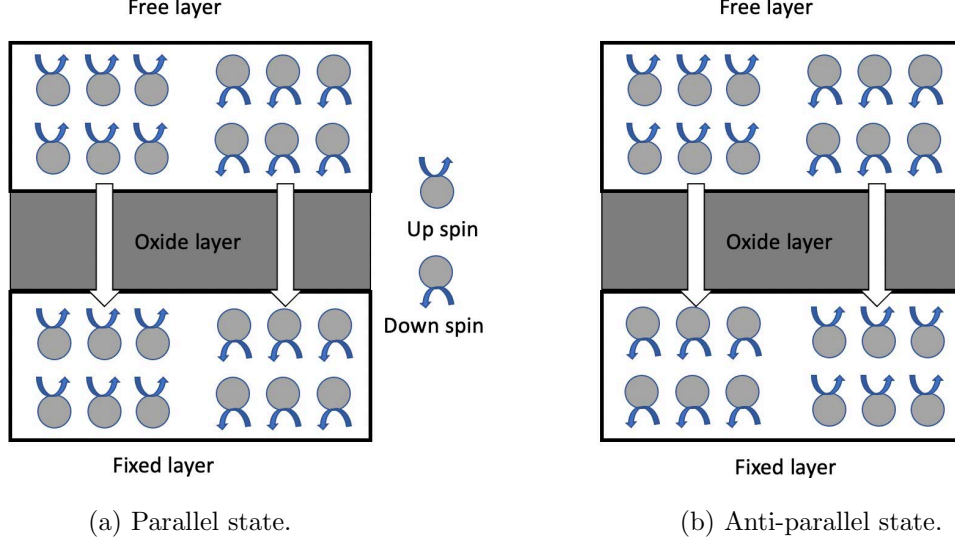 Free layer
Oxide layer
Fixed layer
Up spin
Down spin
Free layer
Oxide layer
Fixed layer
(a) Parallel state.
(b) Anti-parallel state.